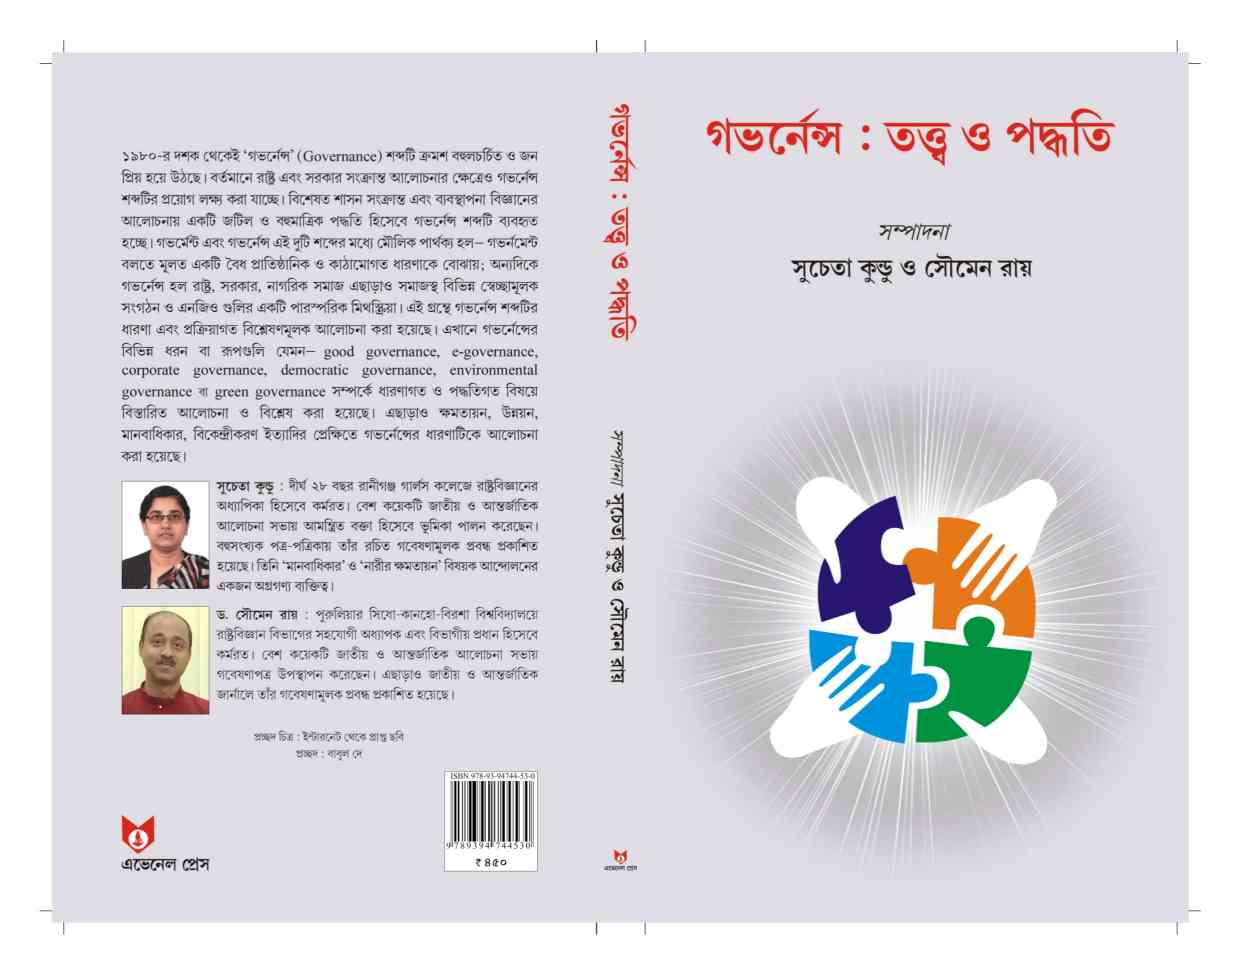 ১৯৮০-র দশক থেকেই ‘গভর্নেন্স’ (Governance) শব্দটি ক্রমশ বহুলচর্চিত ও জন
প্রিয় হয়ে উঠছে। বর্তমানে রাষ্ট্র এবং সরকার সংক্রান্ত আলোচনার ক্ষেত্রেও গভর্নেন্স
শব্দটির প্রয়োগ লক্ষ্য করা যাচ্ছে। বিশেষত শাসন সংক্রান্ত এবং ব্যবস্থাপনা বিজ্ঞানের
আলোচনায় একটি জটিল ও বহুমাত্রিক পদ্ধতি হিসেবে গভর্নেন্স শব্দটি ব্যবহৃত
হচ্ছে। গভর্মেন্ট এবং গভর্নেন্স এই দুটি শব্দের মধ্যে মৌলিক পার্থক্য হল– গভর্নমেন্ট
বলতে মূলত একটি বৈধ প্রাতিষ্ঠানিক ও কাঠামোগত ধারণাকে বোঝায়; অন্যদিকে
গভর্নেন্স হল রাষ্ট্র, সরকার, নাগরিক সমাজ এছাড়াও সমাজস্থ বিভিন্ন স্বেচ্ছামূলক
সংগঠন ও এনজিও গুলির একটি পারস্পরিক মিথস্ক্রিয়া। এই গ্রন্থে গভর্নেন্স শব্দটির
ধারণা এবং প্রক্রিয়াগত বিশ্লেষণমূলক আলোচনা করা হয়েছে। এখানে গভর্নেন্সের
বিভিন্ন ধরন বা রূপগুলি যেমন– good governance, e-governance,
corporate governance, democratic governance, environmental
governance বা green governance সম্পর্কে ধারণাগত ও পদ্ধতিগত বিষয়ে
বিস্তারিত আলোচনা ও বিশ্লেষ করা হয়েছে। এছাড়াও ক্ষমতায়ন, উন্নয়ন,
মানবাধিকার, বিকেন্দ্রীকরণ ইত্যাদির প্রেক্ষিতে গভর্নেন্সের ধারণাটিকে আলোচনা
করা হয়েছে।
সুচেতা কুন্ডু : দীর্ঘ ২৮ বছর রানীগঞ্জ গার্লস কলেজে রাষ্ট্রবিজ্ঞানের
অধ্যাপিকা হিসেবে কর্মরত। বেশ কয়েকটি জাতীয় ও আন্তর্জাতিক
আলোচনা সভায় আমন্ত্রিত বক্তা হিসেবে ভূমিকা পালন করেছেন।
বহুসংখ্যক পত্র-পত্রিকায় তাঁর রচিত গবেষণামূলক প্রবন্ধ প্রকাশিত
হয়েছে। তিনি ‘মানবাধিকার’ ও ‘নারীর ক্ষমতায়ন’ বিষয়ক আন্দোলনের
একজন অগ্রগণ্য ব্যক্তিত্ব।
ড. সৌমেন রায় : পুরুলিয়ার সিধো-কানহো-বিরশা বিশ্ববিদ্যালয়ে
রাষ্ট্রবিজ্ঞান বিভাগের সহযোগী অধ্যাপক এবং বিভাগীয় প্রধান হিসেবে
কর্মরত। বেশ কয়েকটি জাতীয় ও আন্তর্জাতিক আলোচনা সভায়
গবেষণাপত্র উপস্থাপন করেছেন। এছাড়াও জাতীয় ও আন্তর্জাতিক
জার্নালে তাঁর গবেষণামূলক প্রবন্ধ প্রকাশিত হয়েছে।
প্রচ্ছদ চিত্র : ইন্টারনেট থেকে প্রাপ্ত ছবি
প্রচ্ছদ : বাবুল দে
ISBN 978-93-94744-53-0
9 789394 744530
₹ ৪৫০
এভেনেল প্রেস
গভর্নেন্স : তত্ত্ব ও পদ্ধতি
সম্পাদনা সুচেতা কুন্ডু ও সৌমেন রায়
এভেনেল প্রেস
গভর্নেন্স : তত্ত্ব ও পদ্ধতি
সম্পাদনা
সুচেতা কুন্ডু ও সৌমেন রায়